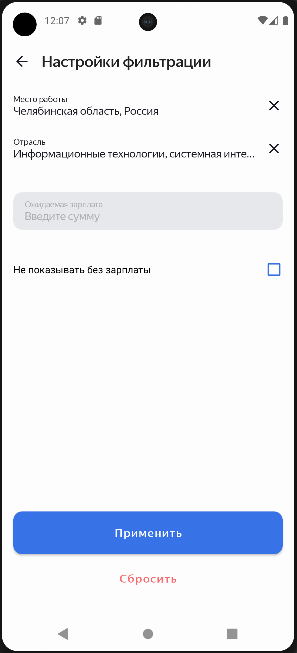 12:07
Настройки фильтрации
Место работы
Челябинская область, Россия
Отрасль
Информационные технологии, системная инте...
Ожидаемая зарплата
Введите сумму
Не показывать без зарплаты
Применить
Сбросить